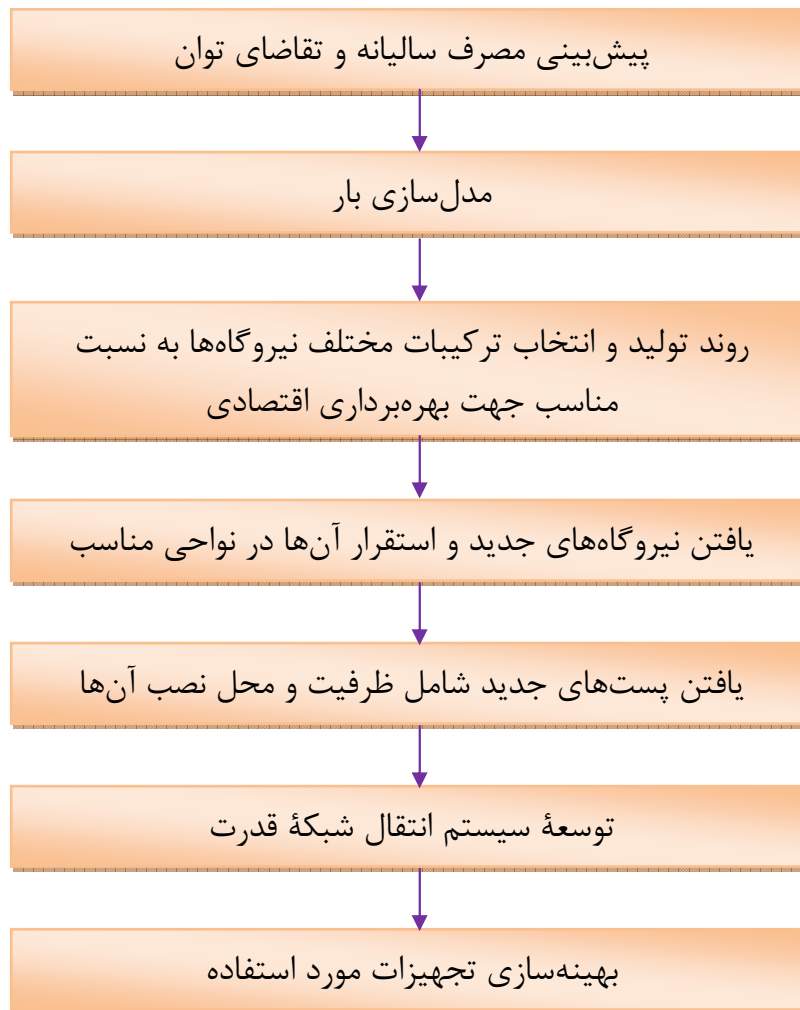 پیش‌بینی مصرف سالیانه و تقاضای توان
مدل‌سازی بار
روند تولید و انتخاب ترکیبات مختلف نیروگاه‌ها به نسبت
مناسب جهت بهره‌برداری اقتصادی
یافتن نیروگاه‌های جدید و استقرار آن‌ها در نواحی مناسب
یافتن پست‌های جدید شامل ظرفیت و محل نصب آن‌ها
توسعهٔ سیستم انتقال شبکهٔ قدرت
بهینه‌سازی تجهیزات مورد استفاده